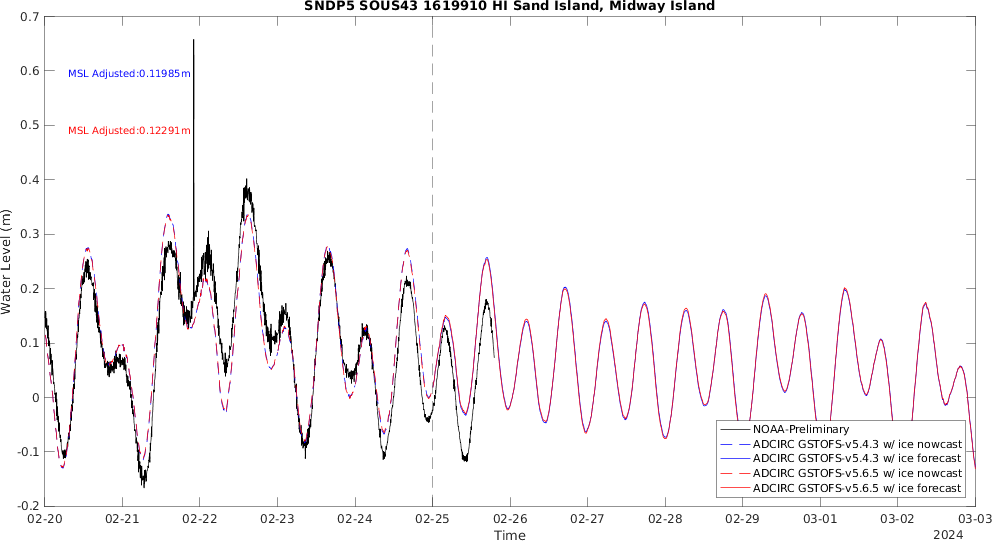 SNDP5 SOUS43 1619910 HI Sand Island, Midway Island
0.7
0.6
0.5
0.4
0.3
0.2
0.1
0
-0.1
-0.2
Water Level (m)
MSL Adjusted:0.11985m
MSL Adjusted:0.12291m
NOAA-Preliminary
ADCIRC GSTOFS-v5.4.3 w/ ice nowcast
ADCIRC GSTOFS-v5.4.3 w/ ice forecast
ADCIRC GSTOFS-v5.6.5 w/ ice nowcast
ADCIRC GSTOFS-v5.6.5 w/ ice forecast
02-20 02-21 02-22 02-23 02-24 02-25 02-26 02-27 02-28 02-29 03-01 03-02 03-03
Time
2024